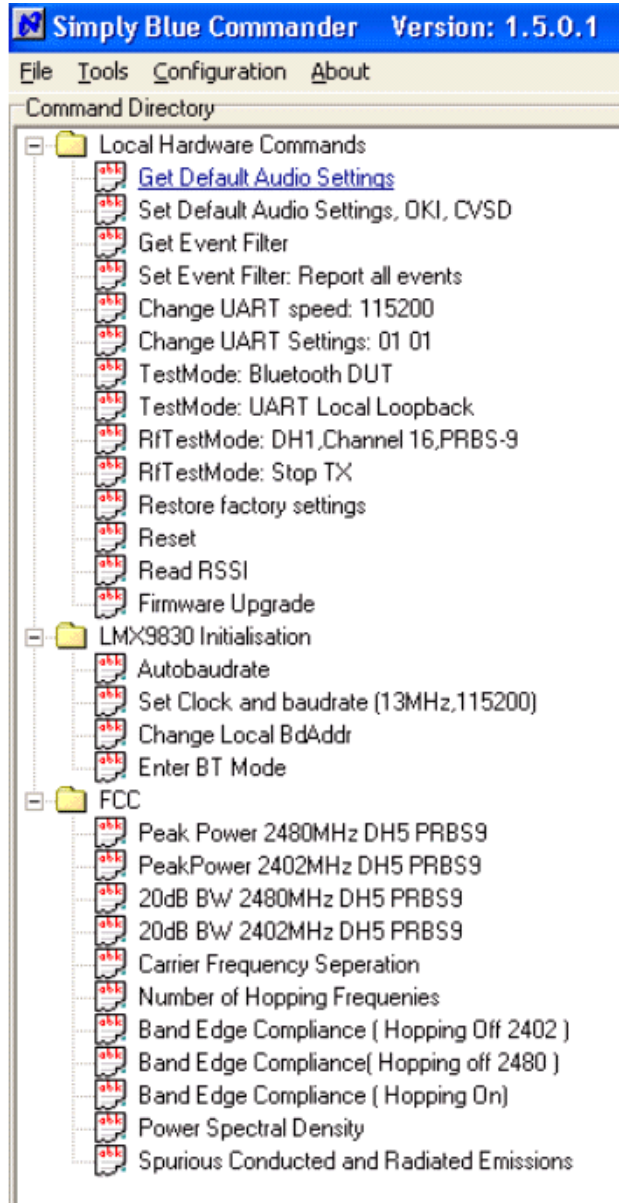 Simply Blue Commander Version: 1.5.0.1
File Tools Configuration About
Command Directory
Local Hardware Commands
Get Default Audio Settings
Set Default Audio Settings, OKI, CVSD
Get Event Filter
Set Event Filter: Report all events
Change UART speed: 115200
Change UART Settings: 01 01
TestMode: Bluetooth DUT
TestMode: UART Local Loopback
RfTestMode: DH1,Channel 16,PRBS-9
RfTestMode: Stop TX
Restore factory settings
Reset
Read RSSI
Firmware Upgrade
LMX9830 Initialisation
Autobaudrate
Set Clock and baudrate (13MHz,115200)
Change Local BdAddr
Enter BT Mode
FCC
Peak Power 2480MHz DH5 PRBS9
PeakPower 2402MHz DH5 PRBS9
20dB BW 2480MHz DH5 PRBS9
20dB BW 2402MHz DH5 PRBS9
Carrier Frequency Seperation
Number of Hopping Frequenies
Band Edge Compliance ( Hopping Off 2402 )
Band Edge Compliance( Hopping off 2480 )
Band Edge Compliance ( Hopping On)
Power Spectral Density
Spurious Conducted and Radiated Emissions